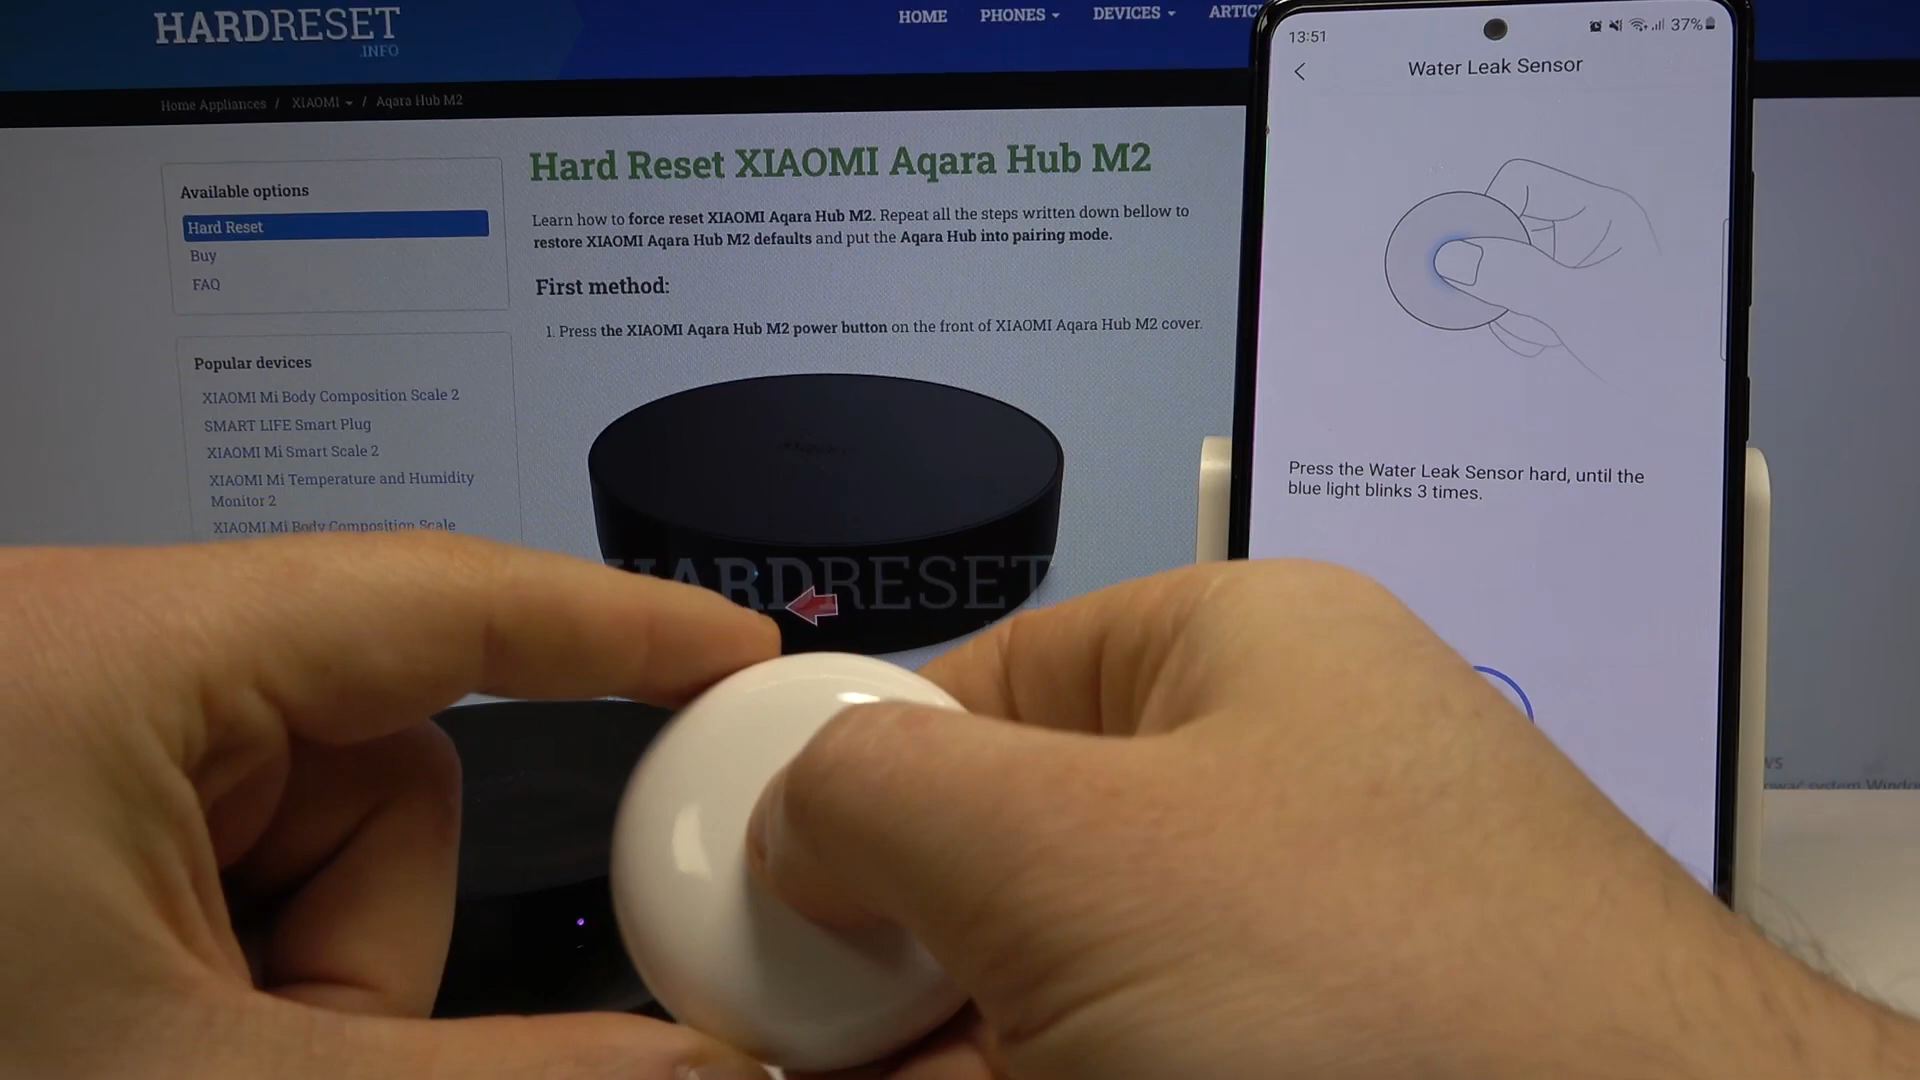 HARDRESET
.INFO
HOME PHONES DEVICES
Home Appliances / XIAOMI / Aqara Hub M2
Available options
Hard Reset
Buy
FAQ
Popular devices
XIAOMI Mi Body Composition Scale 2
SMART LIFE Smart Plug
XIAOMI Mi Smart Scale 2
XIAOMI Mi Temperature and Humidity
Monitor 2
XIAOMI Mi Body Composition Scale
Hard Reset XIAOMI Aqara Hub M2
Learn how to force reset XIAOMI Aqara Hub M2. Repeat all the steps written down bellow to
restore XIAOMI Aqara Hub M2 defaults and put the Aqara Hub into pairing mode.
First method:
1. Press the XIAOMI Aqara Hub M2 power button on the front of XIAOMI Aqara Hub M2 cover.
HARDRESET
13:51 37%
Water Leak Sensor
Press the Water Leak Sensor hard, until the
blue light blinks 3 times.
system